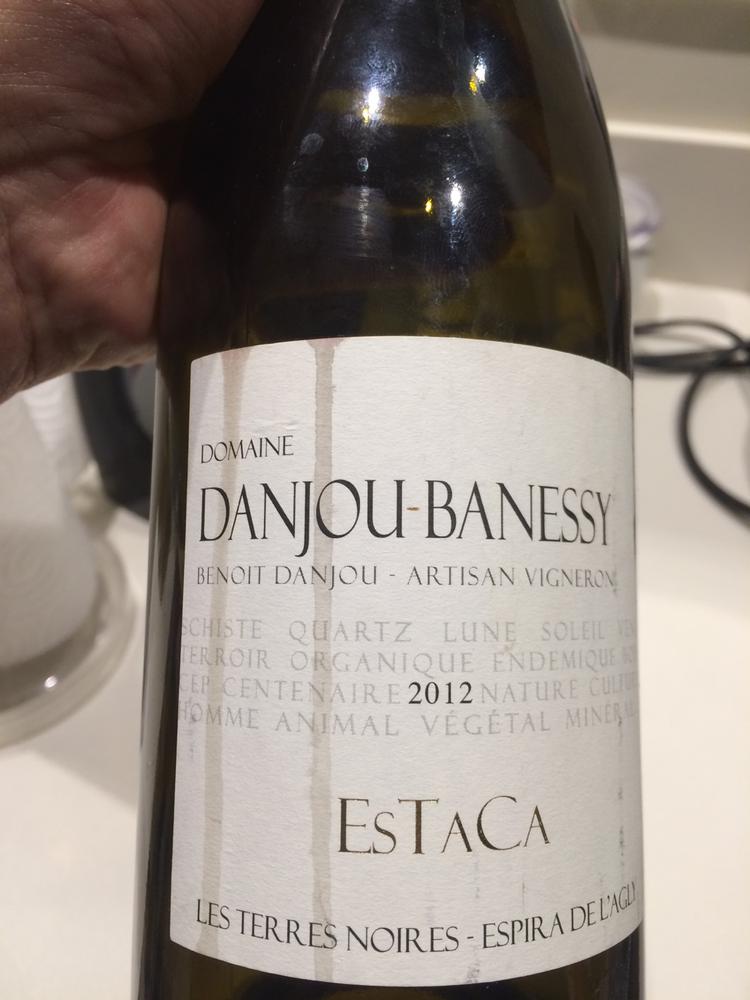 DOMAINE
DANJOU-BANESSY
BENOIT DANJOU - ARTISAN VIGNERON
SCHISTE QUARTZ LUNE SOLEIL
TERROIR ORGANIQUE ENDEMIQUE
CEP CENTENAIRE 2012 NATURE
HOMME ANIMAL VÉGÉTAL
EsTaCa
LES TERRES NOIRES - ESPIRA DE L'AGLY